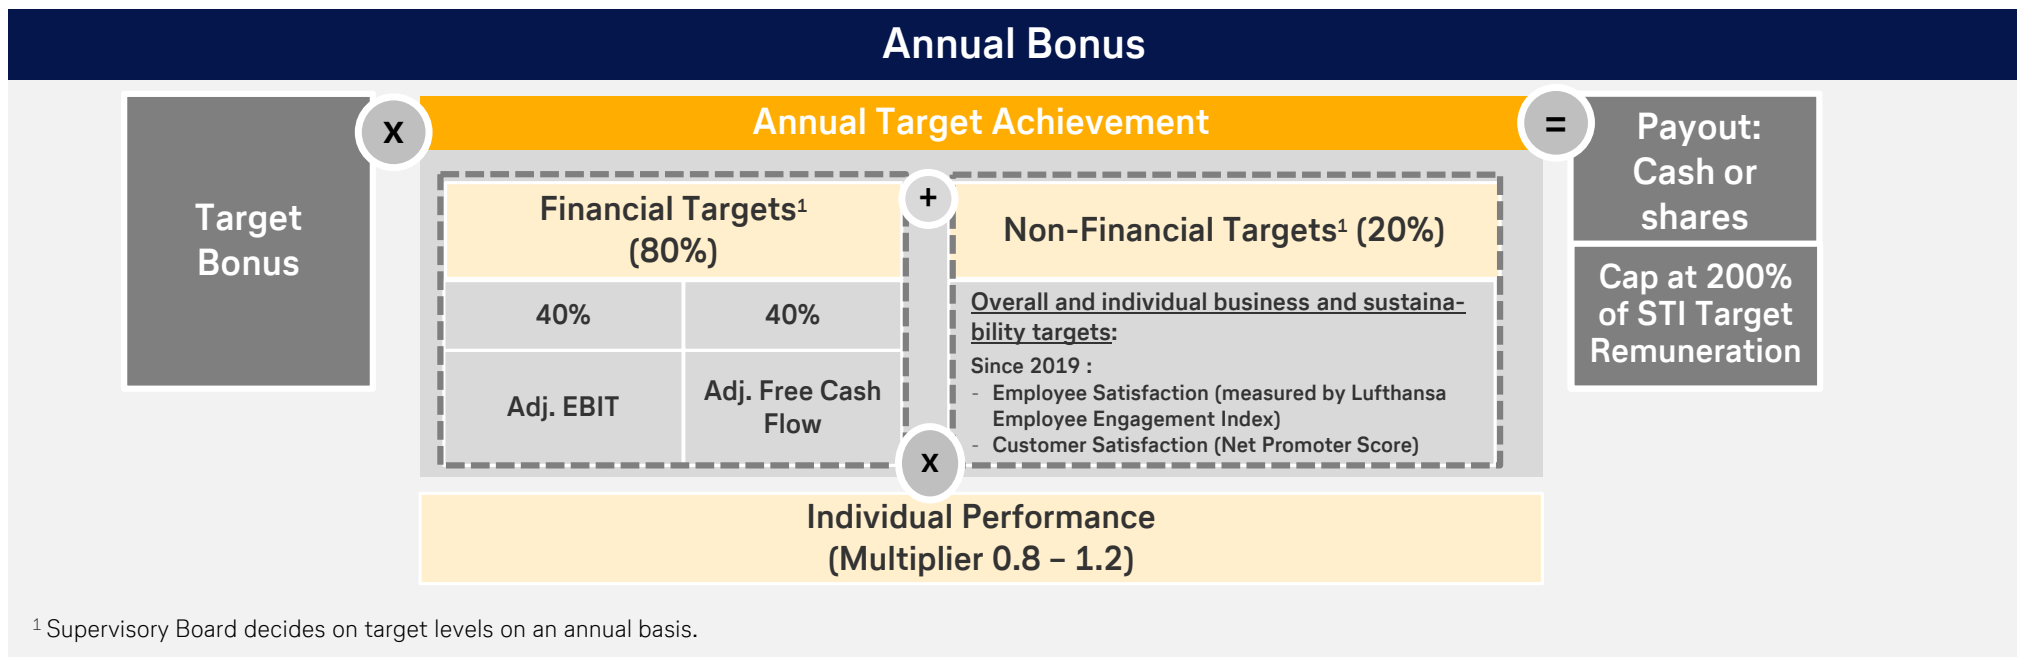 Annual Bonus
Target
Bonus
x
Annual Target Achievement
=
Payout:
Cash or
shares
Cap at 200%
of STI Target
Remuneration
Financial Targets¹
(80%)
+
Non-Financial Targets¹ (20%)
40%
40%
Adj. EBIT
Adj. Free Cash
Flow
Overall and individual business and sustaina-
bility targets:
Since 2019 :
- Employee Satisfaction (measured by Lufthansa
Employee Engagement Index)
- Customer Satisfaction (Net Promoter Score)
x
Individual Performance
(Multiplier 0.8 – 1.2)
¹ Supervisory Board decides on target levels on an annual basis.